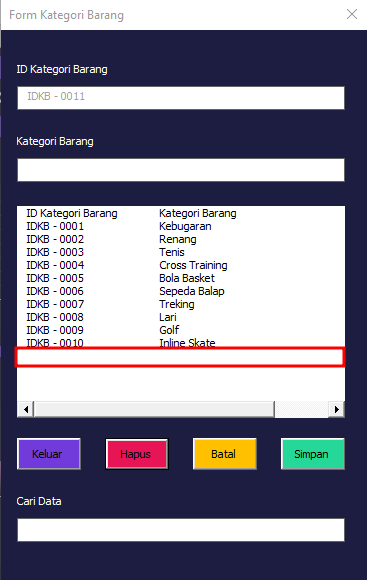 Form Kategori Barang
ID Kategori Barang
IDKB - 0011
Kategori Barang
ID Kategori Barang Kategori Barang
IDKB - 0001 Kebugaran
IDKB - 0002 Renang
IDKB - 0003 Tenis
IDKB - 0004 Cross Training
IDKB - 0005 Bola Basket
IDKB - 0006 Sepeda Balap
IDKB - 0007 Treking
IDKB - 0008 Lari
IDKB - 0009 Golf
IDKB - 0010 Inline Skate
Keluar Hapus Batal Simpan
Cari Data